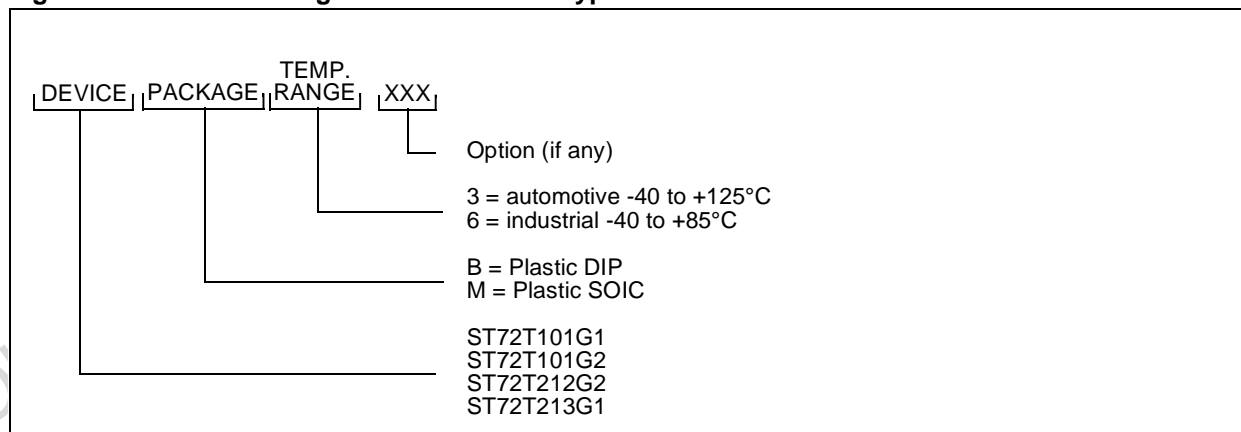 TEMP.
DEVICE PACKAGE RANGE XXX
Option (if any)
3 = automotive -40 to +125°C
6 = industrial -40 to +85°C
B = Plastic DIP
M = Plastic SOIC
ST72T101G1
ST72T101G2
ST72T212G2
ST72T213G1